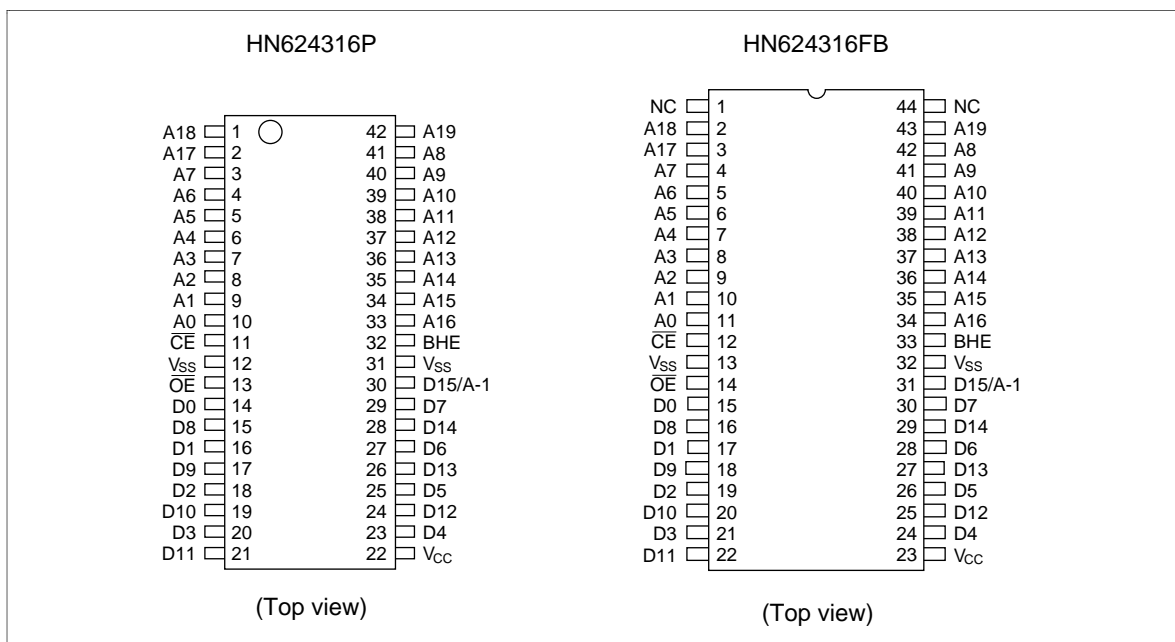 HN624316P
HN624316FB
A18 1 42 A19
A17 2 41 A8
A7 3 40 A9
A6 4 39 A10
A5 5 38 A11
A4 6 37 A12
A3 7 36 A13
A2 8 35 A14
A1 9 34 A15
A0 10 33 A16
C̅E̅ 11 32 BHE
VSS 12 31 VSS
O̅E̅ 13 30 D15/A-1
D0 14 29 D7
D8 15 28 D14
D1 16 27 D6
D9 17 26 D13
D2 18 25 D5
D10 19 24 D12
D3 20 23 D4
D11 21 22 VCC
(Top view)
NC 1 44 NC
A18 2 43 A19
A17 3 42 A8
A7 4 41 A9
A6 5 40 A10
A5 6 39 A11
A4 7 38 A12
A3 8 37 A13
A2 9 36 A14
A1 10 35 A15
A0 11 34 A16
C̅E̅ 12 33 BHE
VSS 13 32 VSS
O̅E̅ 14 31 D15/A-1
D0 15 30 D7
D8 16 29 D14
D1 17 28 D6
D9 18 27 D13
D2 19 26 D5
D10 20 25 D12
D3 21 24 D4
D11 22 23 VCC
(Top view)